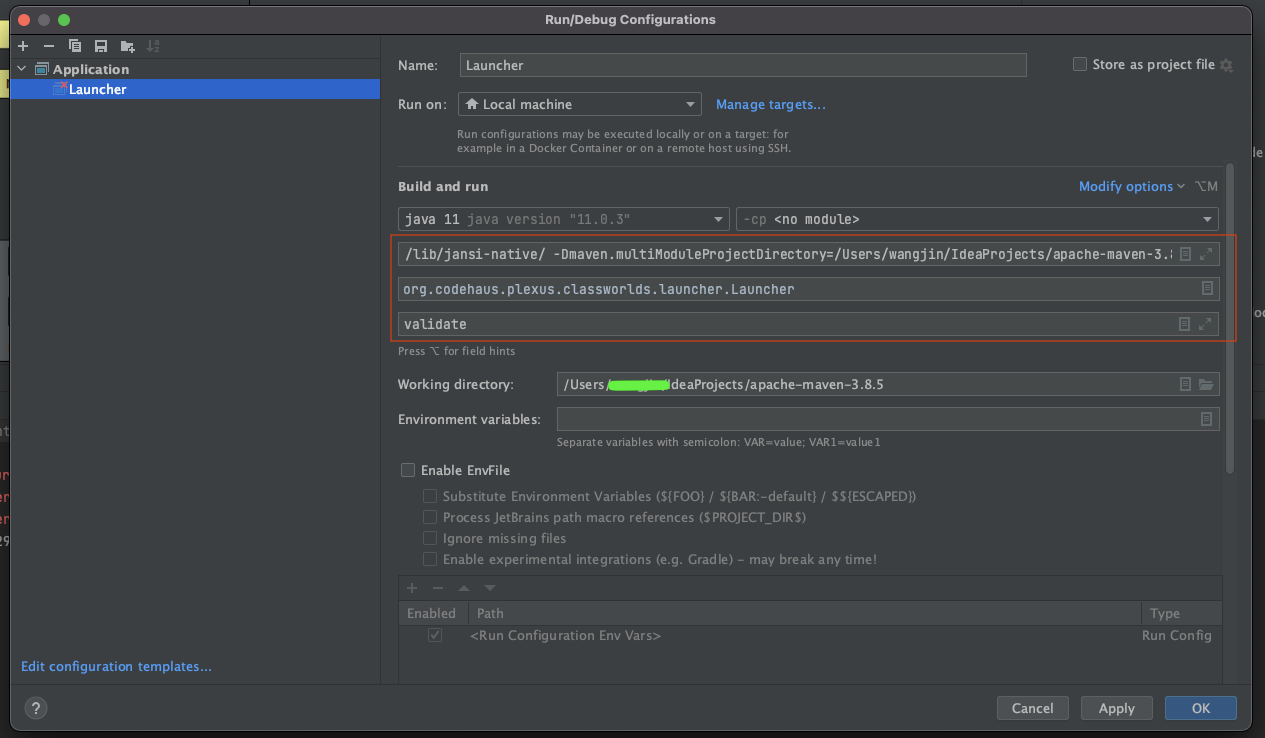 Run/Debug Configurations
Application
Launcher
Name: Launcher
Store as project file
Run on: Local machine
Manage targets...
Run configurations may be executed locally or on a target: for
example in a Docker Container or on a remote host using SSH.
Build and run
Modify options ⌥M
java 11 java version "11.0.3"
-cp <no module>
/lib/jansi-native/ -Dmaven.multiModuleProjectDirectory=/Users/wangjin/IdeaProjects/apache-maven-3.8
org.codehaus.plexus.classworlds.launcher.Launcher
validate
Press ⌥ for field hints
Working directory: /Users/ IdeaProjects/apache-maven-3.8.5
Environment variables:
Separate variables with semicolon: VAR=value; VAR1=value1
Enable EnvFile
Substitute Environment Variables (${FOO} / ${BAR:-default} / $${ESCAPED})
Process JetBrains path macro references ($PROJECT_DIR$)
Ignore missing files
Enable experimental integrations (e.g. Gradle) – may break any time!
Enabled Path Type
<Run Configuration Env Vars> Run Config
Edit configuration templates...
? Cancel Apply OK